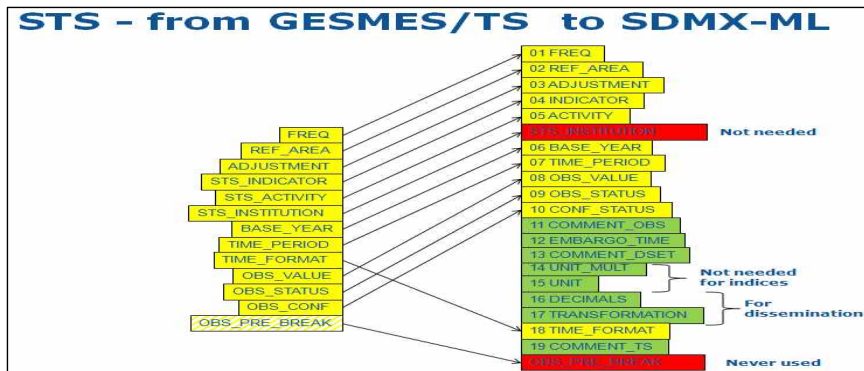 STS - from GESMES/TS to SDMX-ML
FREQ
REF_AREA
ADJUSTMENT
STS_INDICATOR
STS_ACTIVITY
STS_INSTITUTION
BASE_YEAR
TIME_PERIOD
TIME_FORMAT
OBS_VALUE
OBS_STATUS
OBS_CONF
OBS_PRE_BREAK
01 FREQ
02 REF_AREA
03 ADJUSTMENT
04 INDICATOR
05 ACTIVITY
STS_INSTITUTION
Not needed
06 BASE_YEAR
07 TIME_PERIOD
08 OBS_VALUE
09 OBS_STATUS
10 CONF_STATUS
11 COMMENT_OBS
12 EMBARGO_TIME
13 COMMENT_DSET
14 UNIT_MULT
15 UNIT
Not needed
for indices
16 DECIMALS
17 TRANSFORMATION
For
dissemination
18 TIME_FORMAT
19 COMMENT_TS
OBS_PRE_BREAK
Never used